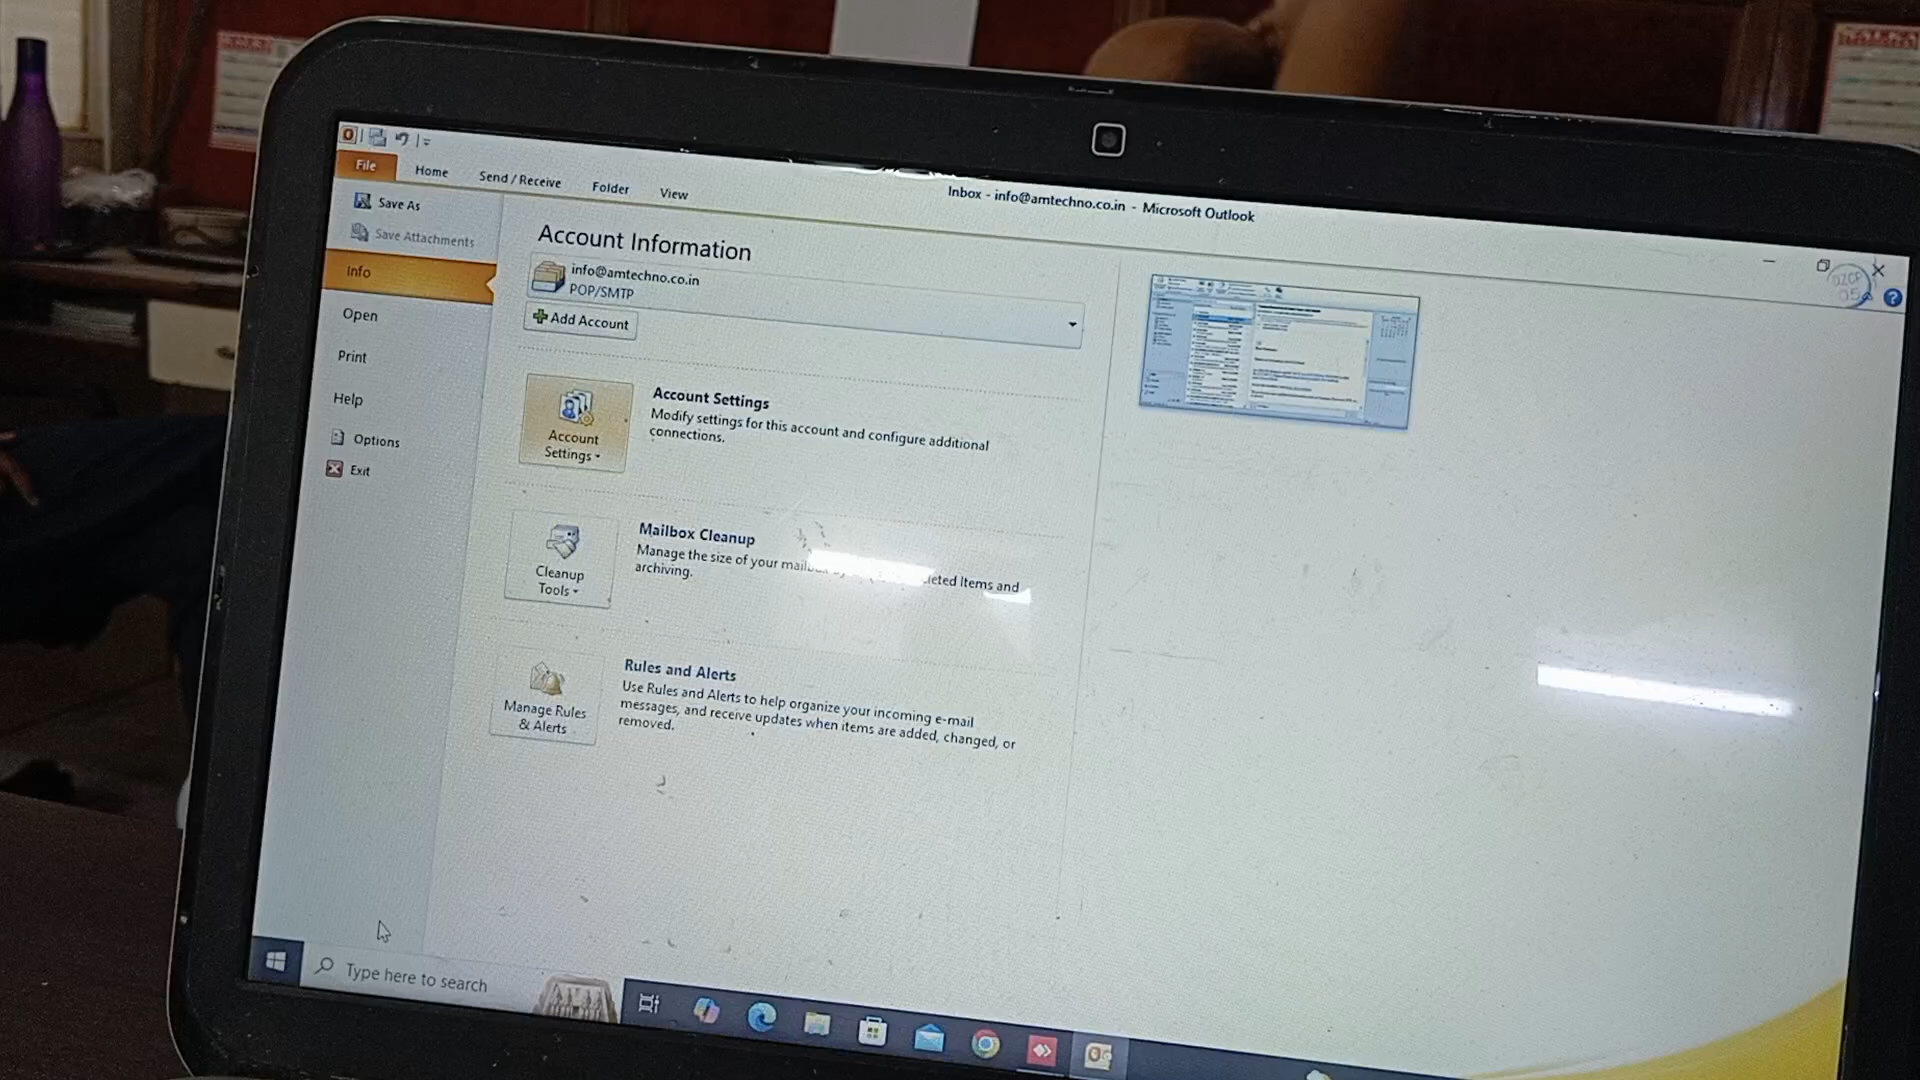 Inbox - info@amtechno.co.in - Microsoft Outlook
File Home Send / Receive Folder View
Save As
Save Attachments
Info
Open
Print
Help
Options
Exit
Account Information
info@amtechno.co.in
POP/SMTP
Add Account
Account Settings
Account Settings
Modify settings for this account and configure additional
connections.
Cleanup Tools
Mailbox Cleanup
Manage the size of your
Items and
archiving.
Manage Rules & Alerts
Rules and Alerts
Use Rules and Alerts to help organize your incoming e-mail
messages, and receive updates when items are added, changed, or
removed.
Type here to search